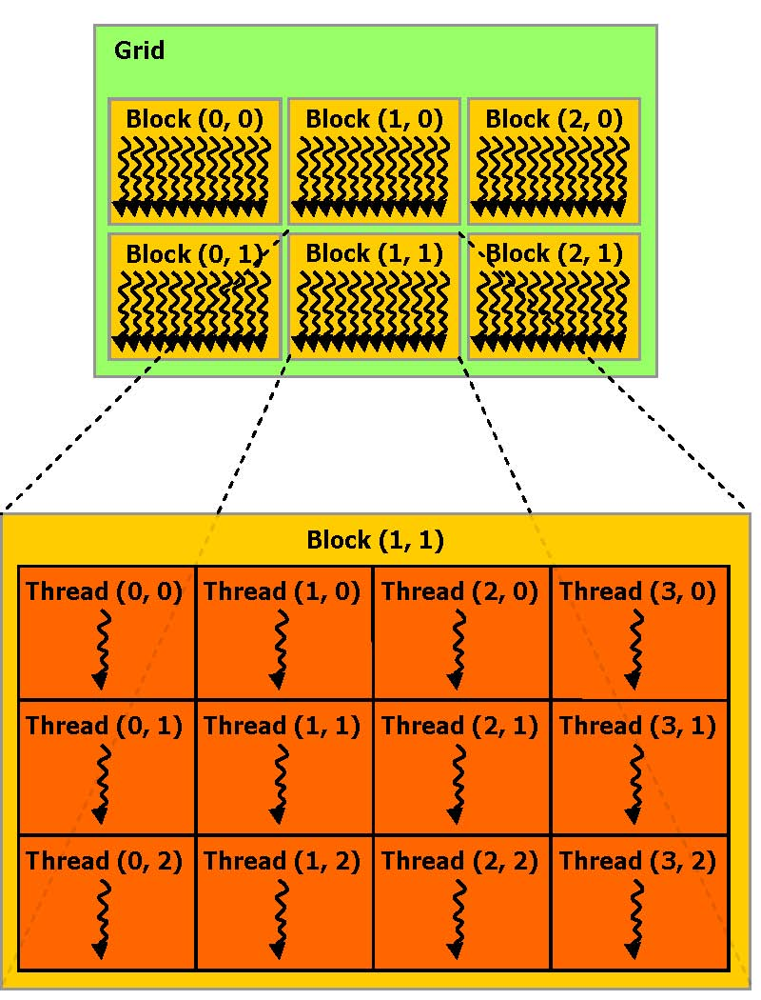 Grid
Block (0, 0) Block (1, 0) Block (2, 0)
Block (0, 1) Block (1, 1) Block (2, 1)
Block (1, 1)
Thread (0, 0) Thread (1, 0) Thread (2, 0) Thread (3, 0)
Thread (0, 1) Thread (1, 1) Thread (2, 1) Thread (3, 1)
Thread (0, 2) Thread (1, 2) Thread (2, 2) Thread (3, 2)